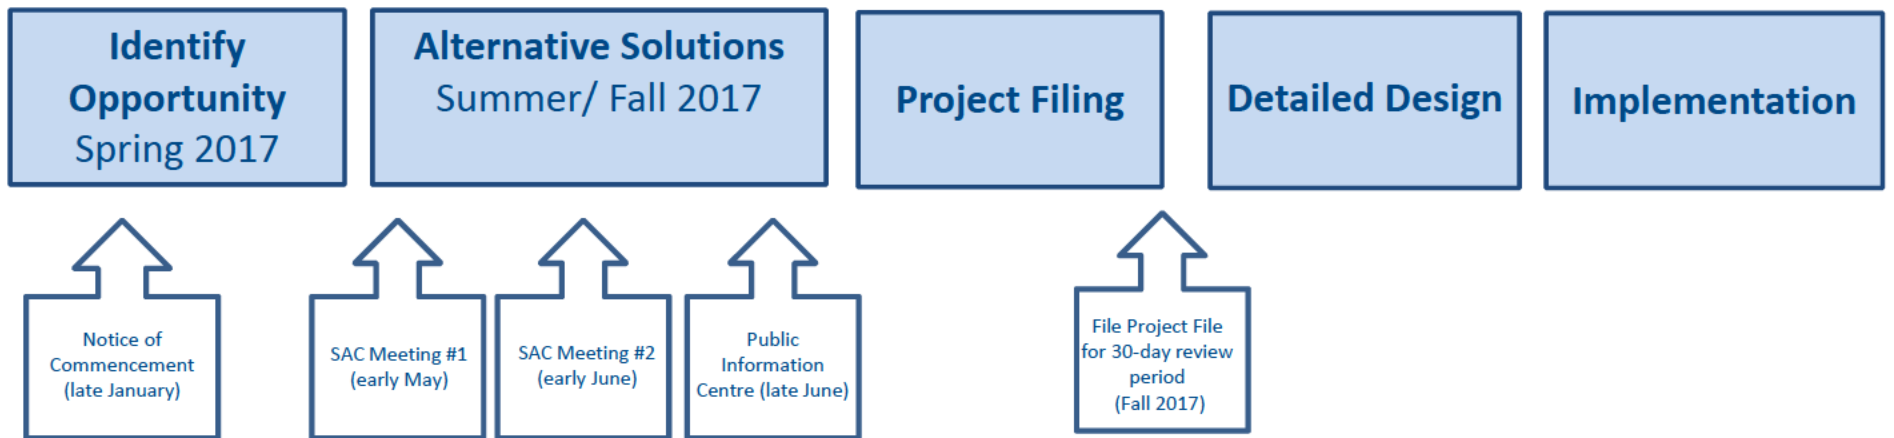 Identify
Opportunity
Spring 2017
Alternative Solutions
Summer/ Fall 2017
Project Filing
Detailed Design
Implementation
Notice of
Commencement
(late January)
SAC Meeting #1
(early May)
SAC Meeting #2
(early June)
Public
Information
Centre (late June)
File Project File
for 30-day review
period
(Fall 2017)